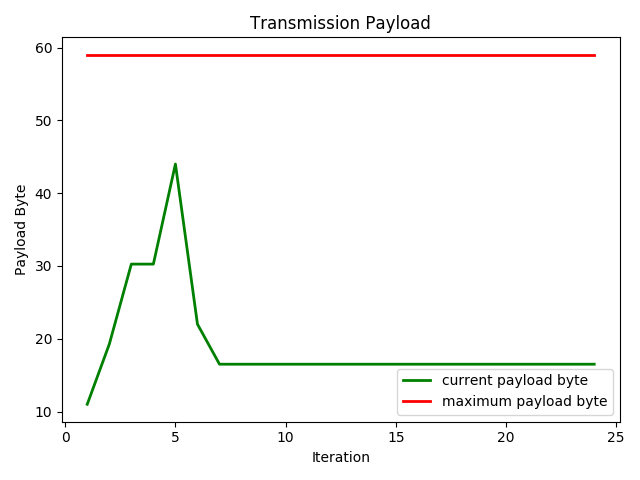 Transmission Payload
Payload Byte
60
50
40
30
20
10
0
5
10
15
20
25
Iteration
current payload byte
maximum payload byte